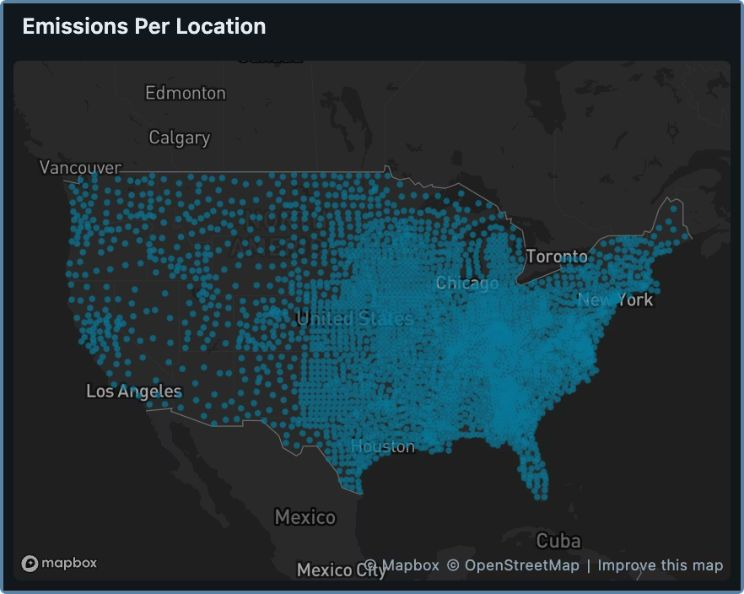 Emissions Per Location
Edmonton
Calgary
Vancouver
Toronto
Chicago
New York
United States
Los Angeles
Houston
Mexico
Cuba
Mexico City
mapbox
© Mapbox © OpenStreetMap | Improve this map